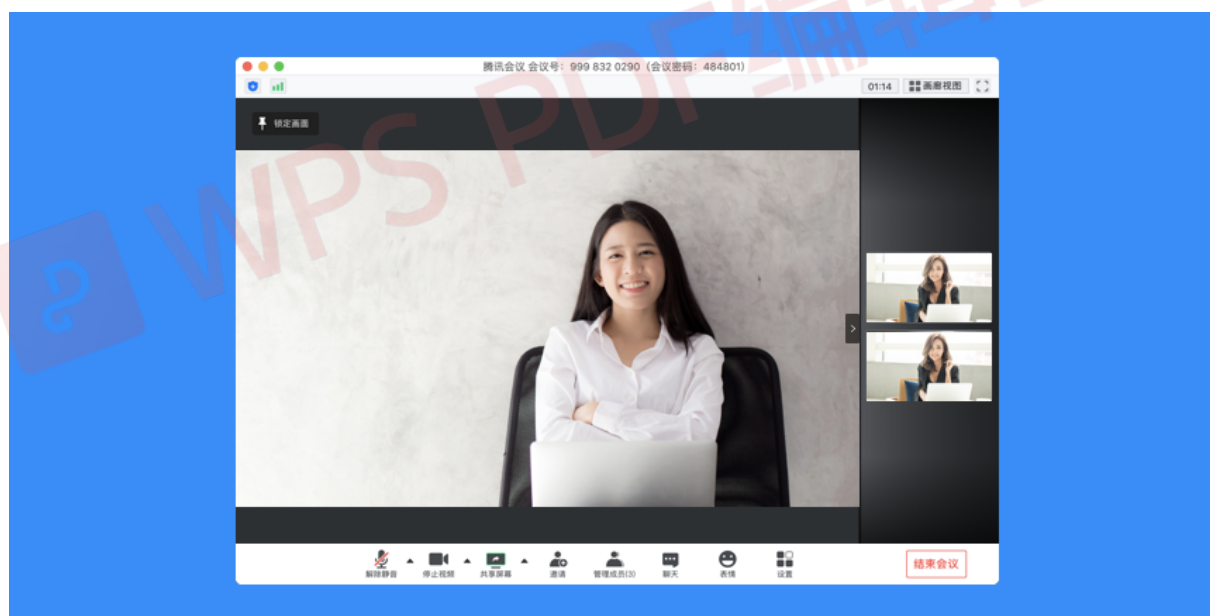 腾讯会议 会议号：999 832 0290（会议密码：484801）
01:14 画廊视图
锁定画面
WPS PDF编辑
解除静音 停止视频 共享屏幕 邀请 管理成员(3) 聊天 表情 设置 结束会议